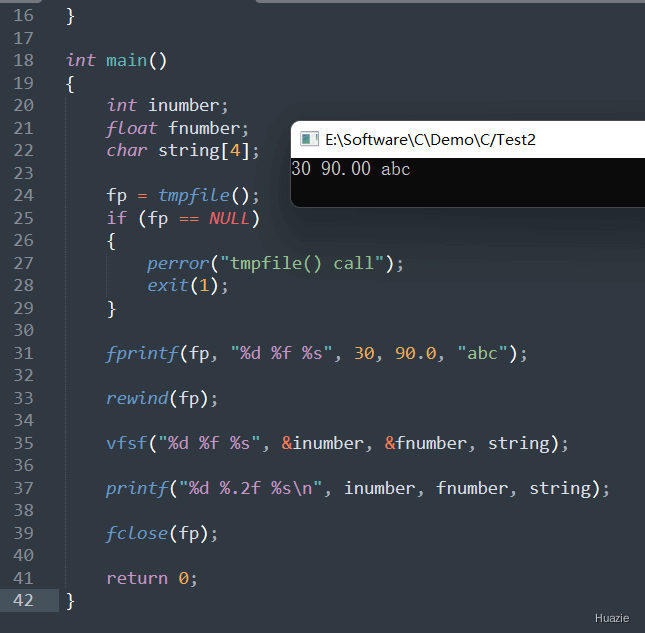 16 }
17
18 int main()
19 {
20 int inumber;
21 float fnumber;
22 char string[4];
23
24 fp = tmpfile();
25 if (fp == NULL)
26 {
27 perror("tmpfile() call");
28 exit(1);
29 }
30
31 fprintf(fp, "%d %f %s", 30, 90.0, "abc");
32
33 rewind(fp);
34
35 vfsf("%d %f %s", &inumber, &fnumber, string);
36
37 printf("%d %.2f %s\n", inumber, fnumber, string);
38
39 fclose(fp);
40
41 return 0;
42 }
E:\Software\C\Demo\C/Test2
30 90.00 abc
Huazie